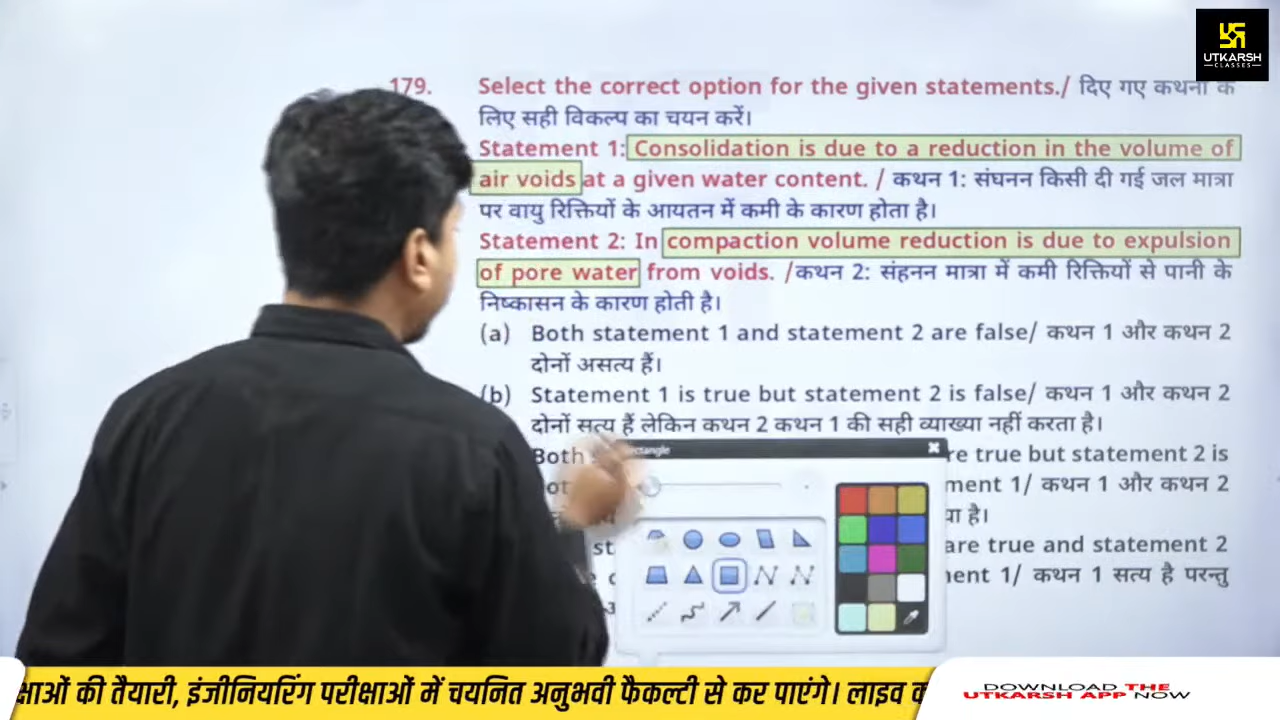 UTKARSH
CLASSES
179. Select the correct option for the given statements./ दिए गए कथनों के
लिए सही विकल्प का चयन करें।
Statement 1: Consolidation is due to a reduction in the volume of
air voids at a given water content. / कथन 1: संघनन किसी दी गई जल मात्रा
पर वायु रिक्तियों के आयतन में कमी के कारण होता है।
Statement 2: In compaction volume reduction is due to expulsion
of pore water from voids. /कथन 2: संहनन मात्रा में कमी रिक्तियों से पानी के
निष्कासन के कारण होती है।
(a) Both statement 1 and statement 2 are false/ कथन 1 और कथन 2
दोनों असत्य हैं।
(b) Statement 1 is true but statement 2 is false/ कथन 1 और कथन 2
दोनों सत्य हैं लेकिन कथन 2 कथन 1 की सही व्याख्या नहीं करता है।
Both re true but statement 2 is
ment 1/ कथन 1 और कथन 2
है।
are true and statement 2
nent 1/ कथन 1 सत्य है परन्तु
क्षाओं की तैयारी, इंजीनियरिंग परीक्षाओं में चयनित अनुभवी फैकल्टी से कर पाएंगे। लाइव
DOWNLOAD THE
UTKARSH APP NOW